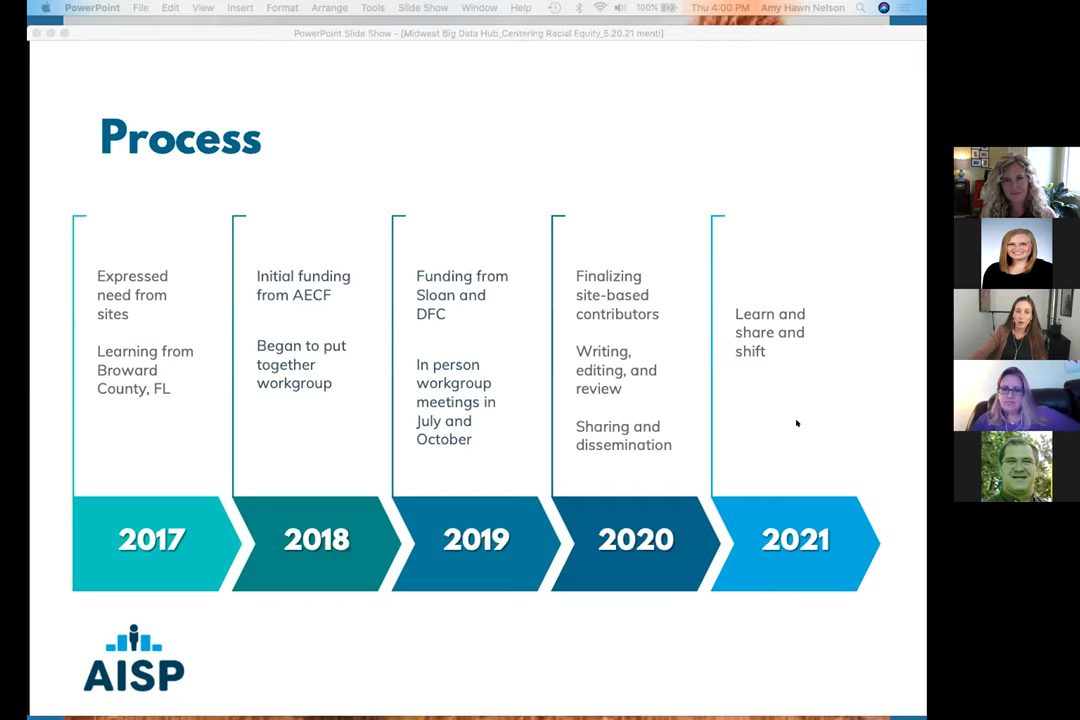 PowerPoint File Edit View Insert Format Arrange Tools Slide Show Window Help 100% Thu 4:00 PM Amy Hawn Nelson
PowerPoint Slide Show - [Midwest Big Data Hub_Centering Racial Equity_5.20.21 menti]
Process
Expressed
need from
sites
Learning from
Broward
County, FL
Initial funding
from AECF
Began to put
together
workgroup
Funding from
Sloan and
DFC
In person
workgroup
meetings in
July and
October
Finalizing
site-based
contributors
Writing,
editing, and
review
Sharing and
dissemination
Learn and
share and
shift
2017
2018
2019
2020
2021
AISP